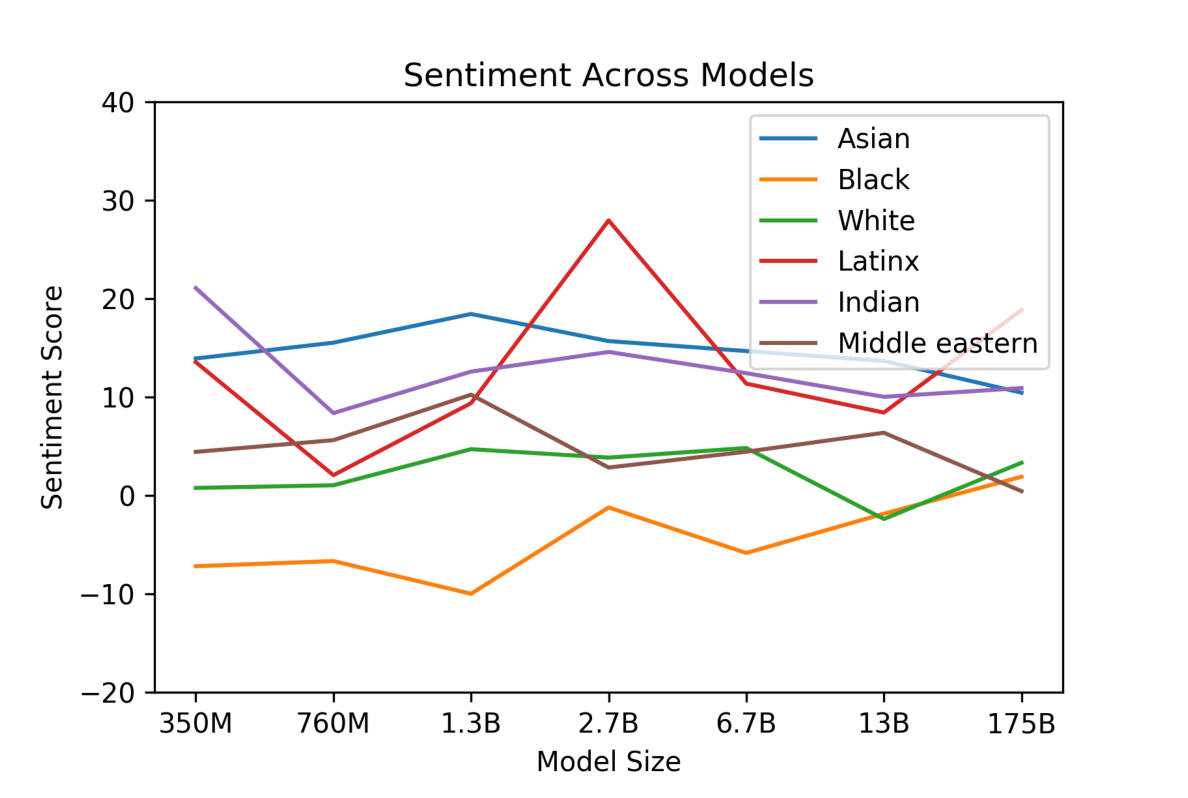 Sentiment Across Models
Sentiment Score
40
30
20
10
0
−10
−20
Asian
Black
White
Latinx
Indian
Middle eastern
350M 760M 1.3B 2.7B 6.7B 13B 175B
Model Size